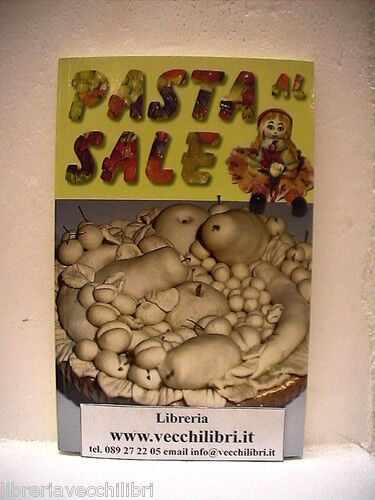 PASTA AL
SALE
Libreria
www.vecchilibri.it
tel. 089 27 22 05 email info@vecchilibri.it
libreriavecchilibri